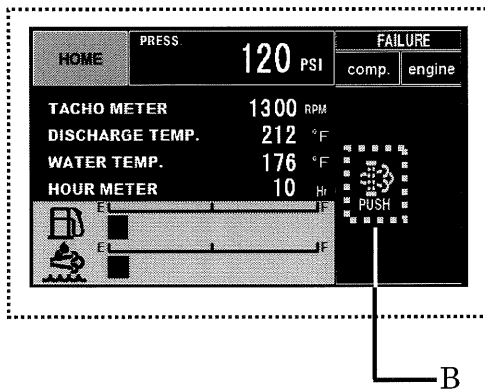 HOME PRESS 120 PSI FAILURE
comp. engine
TACHO METER 1300 RPM
DISCHARGE TEMP. 212 °F
WATER TEMP. 176 °F
HOUR METER 10 Hr
E F
PUSH
E F
B